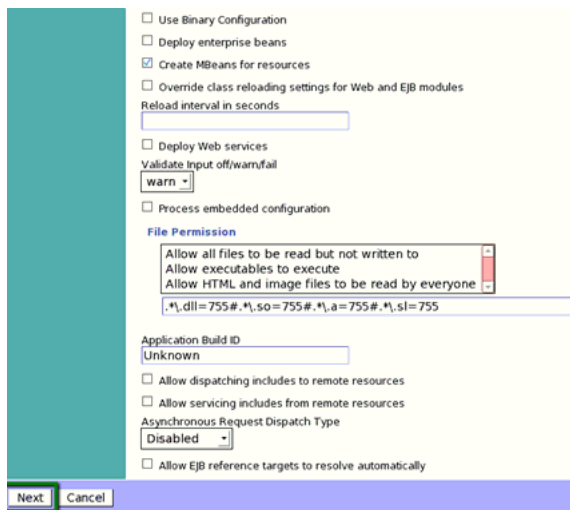 Use Binary Configuration
Deploy enterprise beans
Create MBeans for resources
Override class reloading settings for Web and EJB modules
Reload interval in seconds
Deploy Web services
Validate Input off/warn/fail
warn
Process embedded configuration
File Permission
Allow all files to be read but not written to
Allow executables to execute
Allow HTML and image files to be read by everyone
.*\.dll=755#.*\.so=755#.*\.a=755#.*\.sl=755
Application Build ID
Unknown
Allow dispatching includes to remote resources
Allow servicing includes from remote resources
Asynchronous Request Dispatch Type
Disabled
Allow EJB reference targets to resolve automatically
Next Cancel